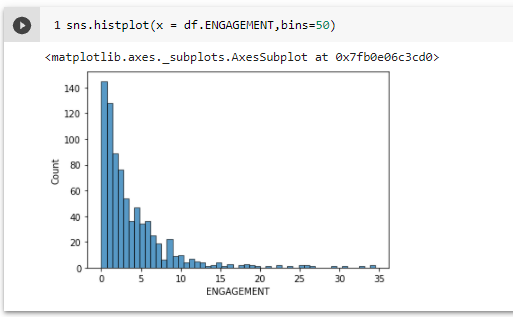 1 sns.histplot(x = df.ENGAGEMENT,bins=50)
<matplotlib.axes._subplots.AxesSubplot at 0x7fb0e06c3cd0>
140
120
100
80
60
40
20
0
Count
0 5 10 15 20 25 30 35
ENGAGEMENT